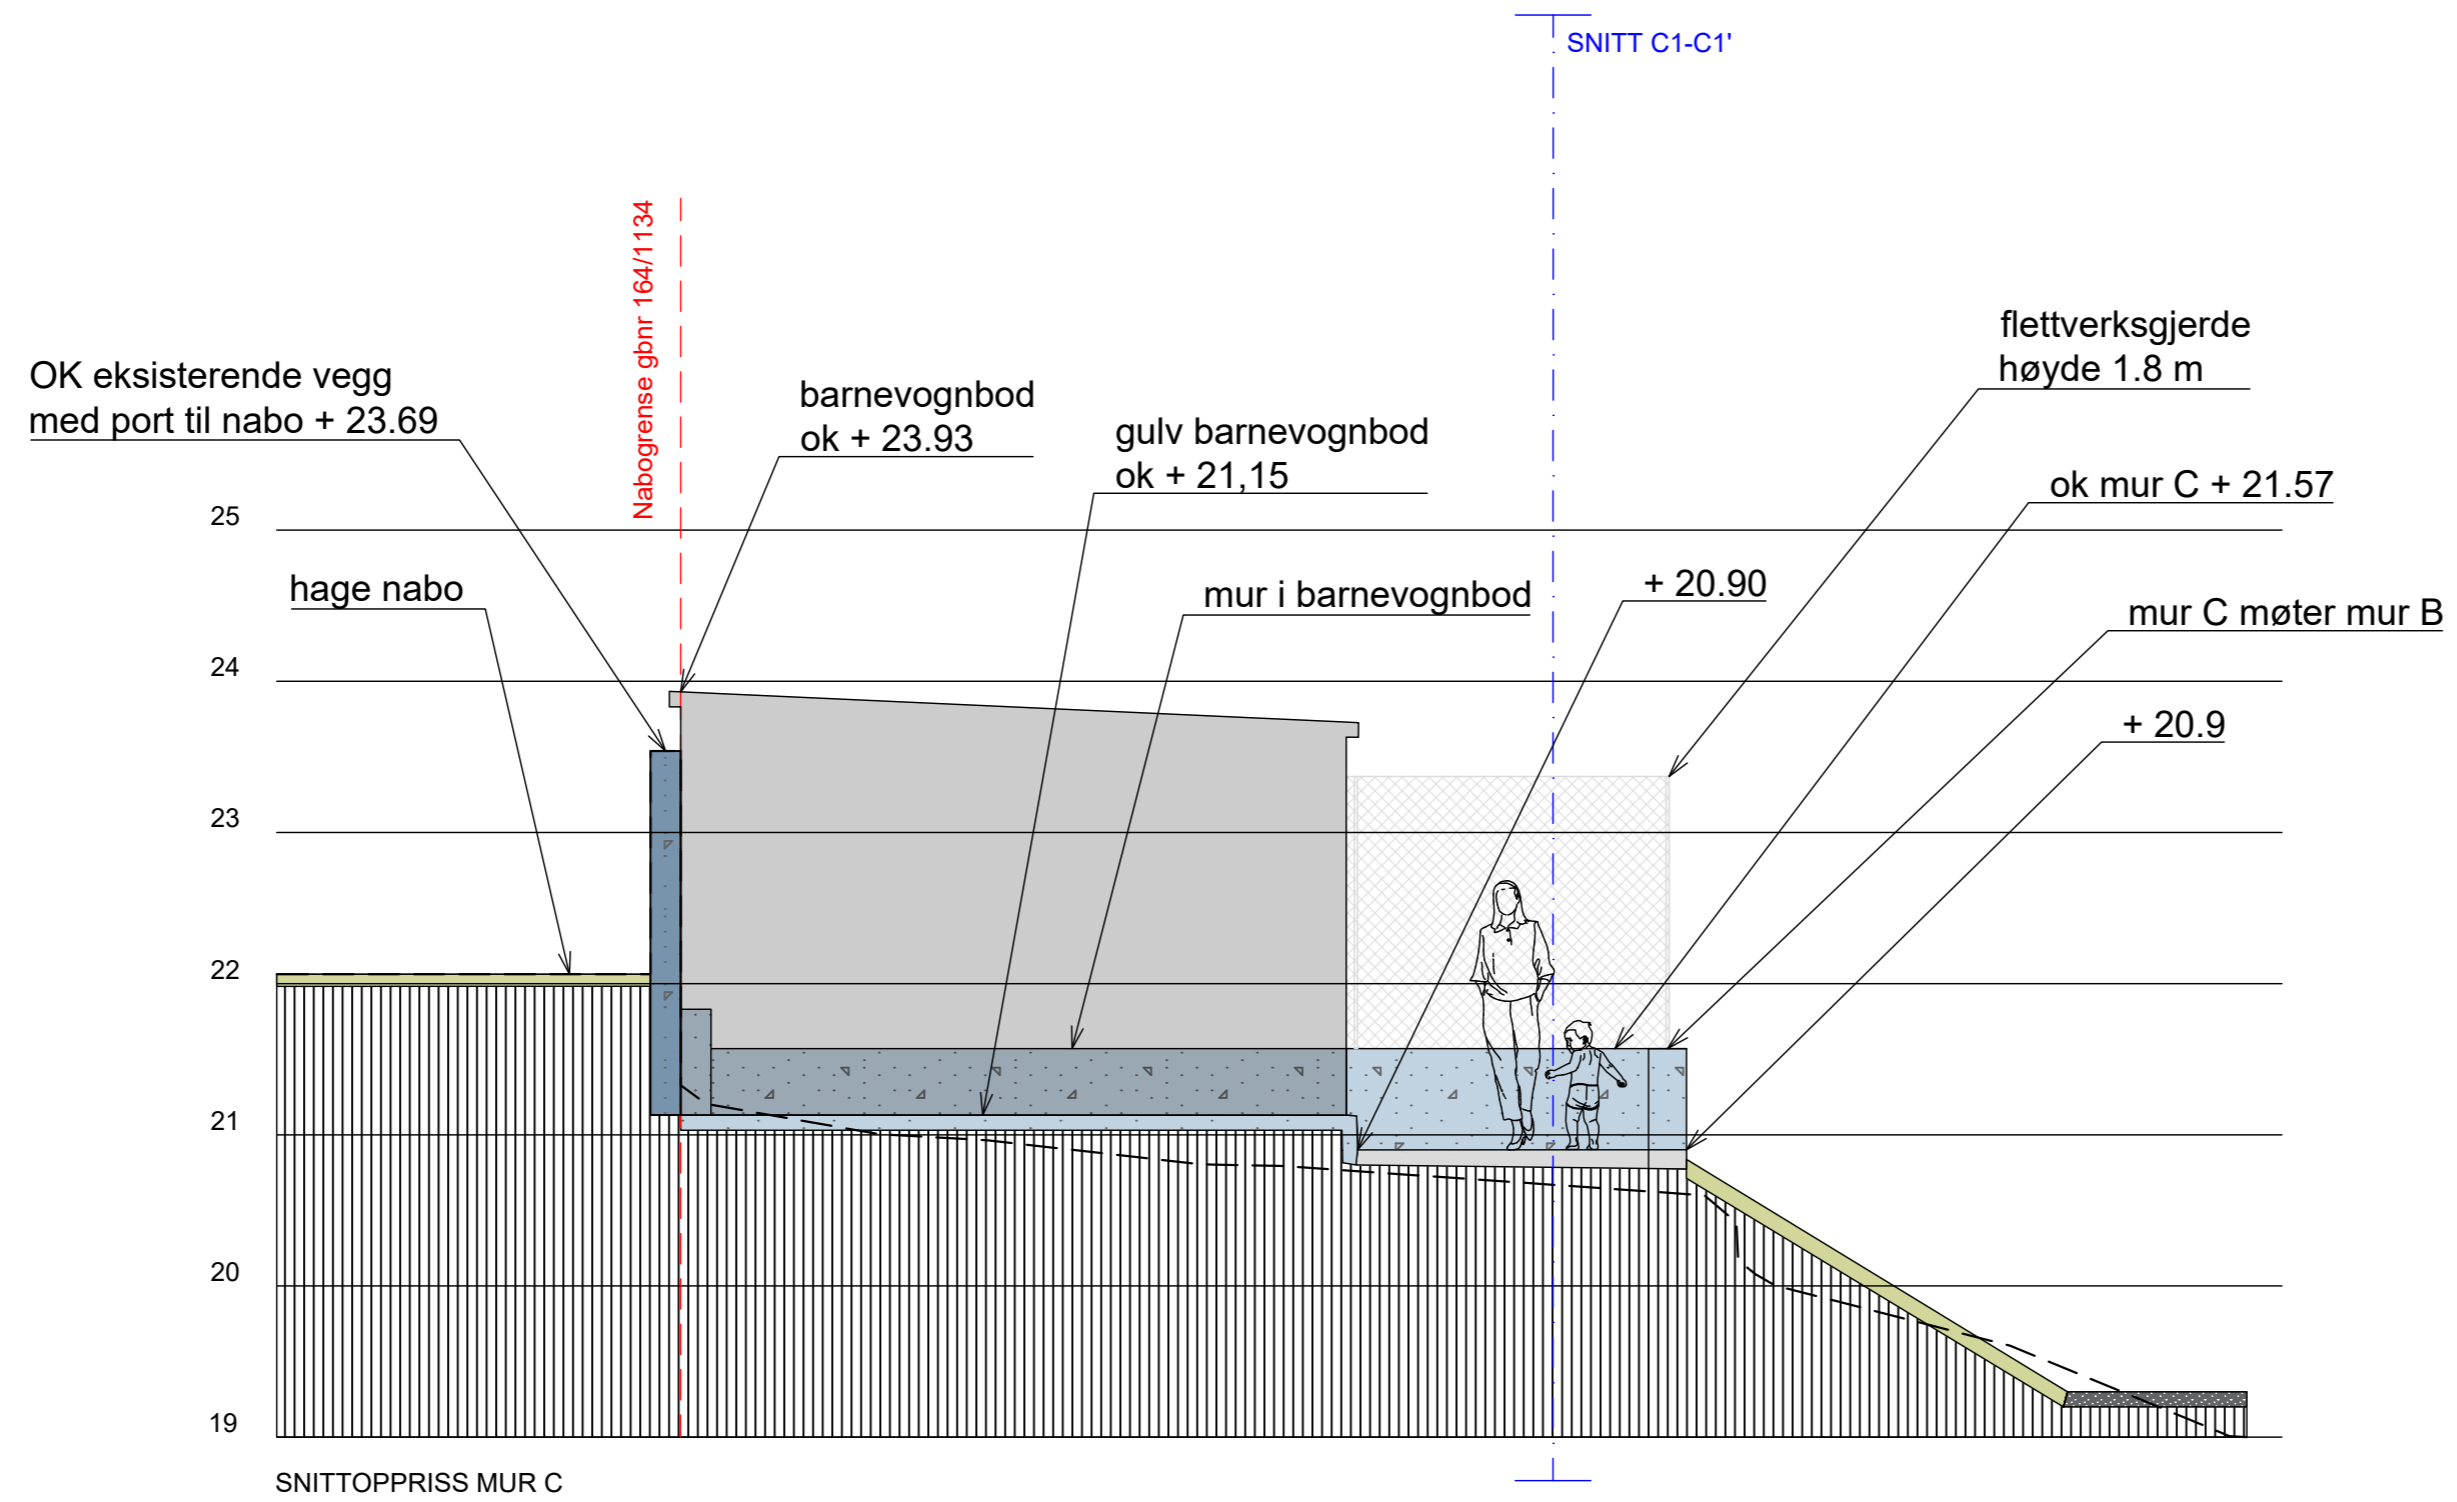 SNITT C1-C1'
Nabogrense gbnr 164/1134
flettverksgjerde
høyde 1.8 m
OK eksisterende vegg
med port til nabo + 23.69
barnevognbod
ok + 23.93
gulv barnevognbod
ok + 21,15
ok mur C + 21.57
25
hage nabo
mur i barnevognbod
+ 20.90
mur C møter mur B
24
+ 20.9
23
22
21
20
19
SNITTOPPRISS MUR C